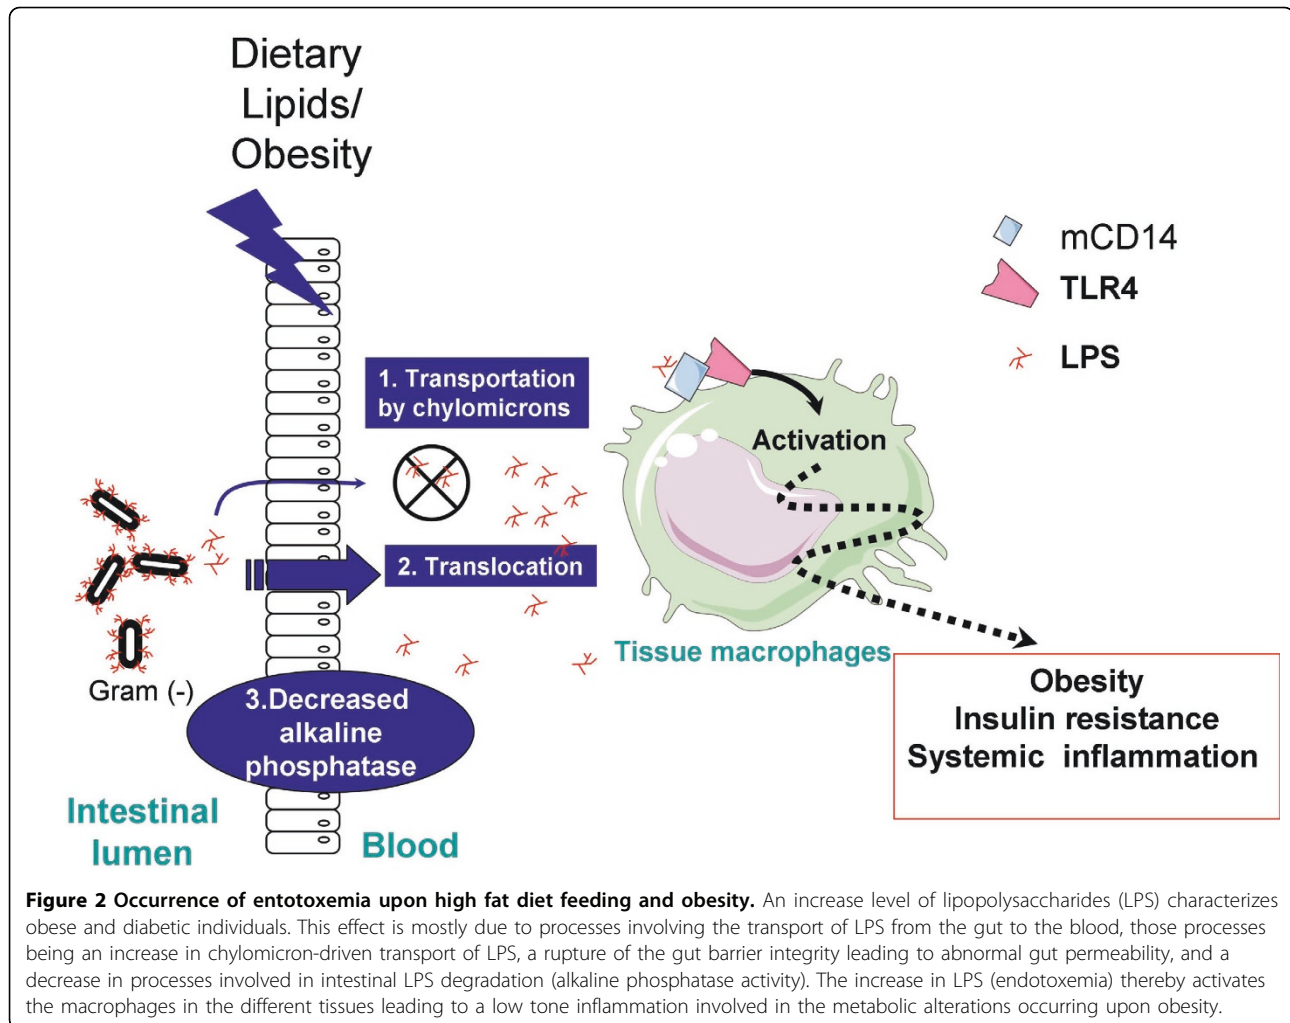 Dietary
Lipids/
Obesity
mCD14
TLR4
LPS
1. Transportation
by chylomicrons
Activation
2. Translocation
Tissue macrophages
Gram (-)
3.Decreased
alkaline
phosphatase
Obesity
Insulin resistance
Systemic inflammation
Intestinal
lumen
Blood
Figure 2 Occurrence of entotoxemia upon high fat diet feeding and obesity. An increase level of lipopolysaccharides (LPS) characterizes
obese and diabetic individuals. This effect is mostly due to processes involving the transport of LPS from the gut to the blood, those processes
being an increase in chylomicron-driven transport of LPS, a rupture of the gut barrier integrity leading to abnormal gut permeability, and a
decrease in processes involved in intestinal LPS degradation (alkaline phosphatase activity). The increase in LPS (endotoxemia) thereby activates
the macrophages in the different tissues leading to a low tone inflammation involved in the metabolic alterations occurring upon obesity.